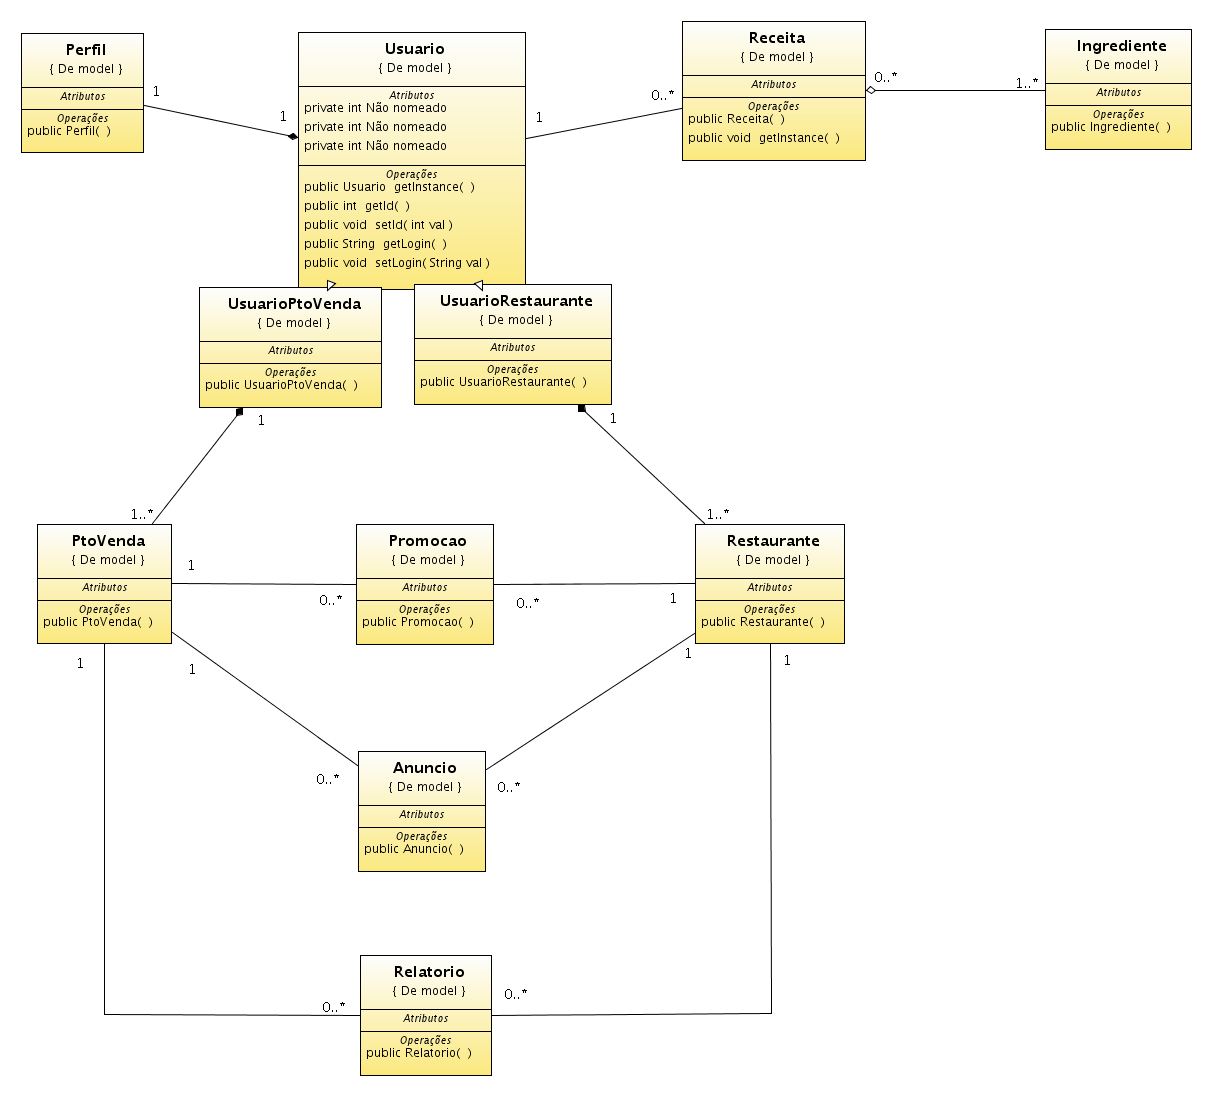 Perfil
{ De model }
Atributos
Operações
public Perfil(  )
1
1
Usuario
{ De model }
Atributos
private int Não nomeado
private int Não nomeado
private int Não nomeado
Operações
public Usuario  getInstance(  )
public int  getId(  )
public void  setId( int val )
public String  getLogin(  )
public void  setLogin( String val )
1
0..*
Receita
{ De model }
Atributos
Operações
public Receita(  )
public void  getInstance(  )
0..*
1..*
Ingrediente
{ De model }
Atributos
Operações
public Ingrediente(  )
UsuarioPtoVenda
{ De model }
Atributos
Operações
public UsuarioPtoVenda(  )
1
1..*
UsuarioRestaurante
{ De model }
Atributos
Operações
public UsuarioRestaurante(  )
1
1..*
PtoVenda
{ De model }
Atributos
Operações
public PtoVenda(  )
1
0..*
Promocao
{ De model }
Atributos
Operações
public Promocao(  )
0..*
1
Restaurante
{ De model }
Atributos
Operações
public Restaurante(  )
1
1
1
1
0..*
Anuncio
{ De model }
Atributos
Operações
public Anuncio(  )
0..*
0..*
Relatorio
{ De model }
Atributos
Operações
public Relatorio(  )
0..*